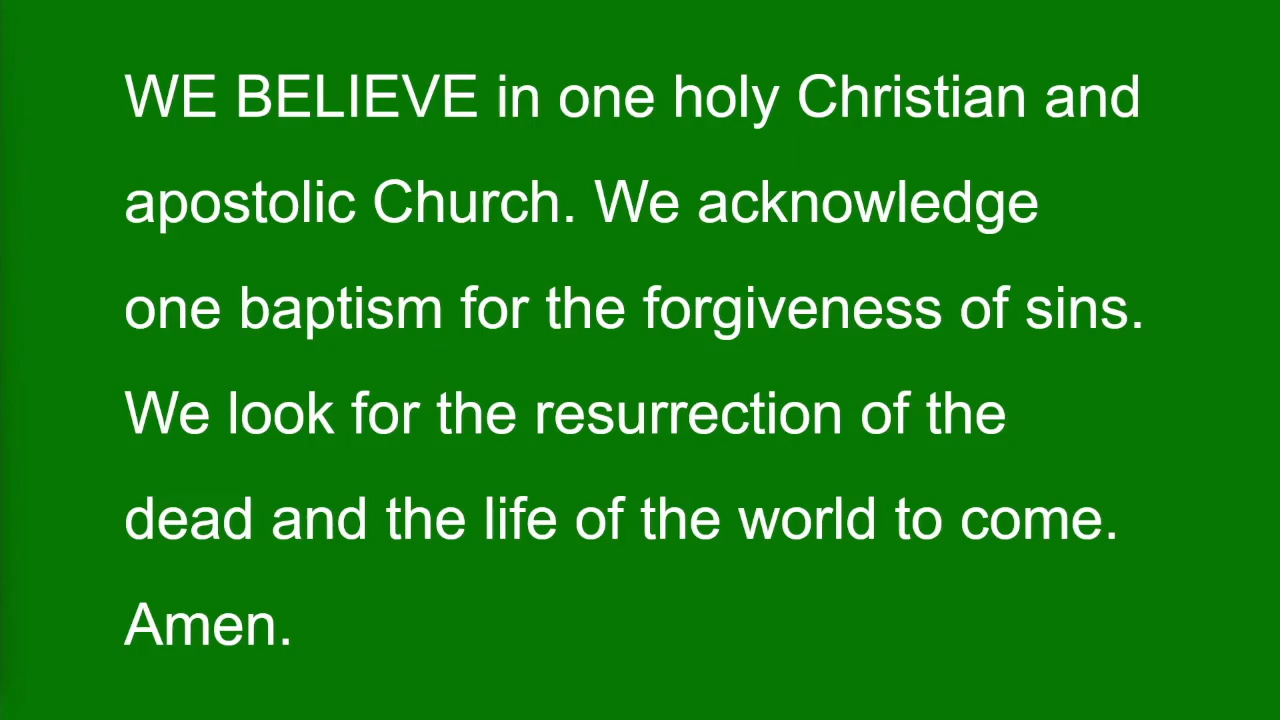 WE BELIEVE in one holy Christian and
apostolic Church. We acknowledge
one baptism for the forgiveness of sins.
We look for the resurrection of the
dead and the life of the world to come.
Amen.